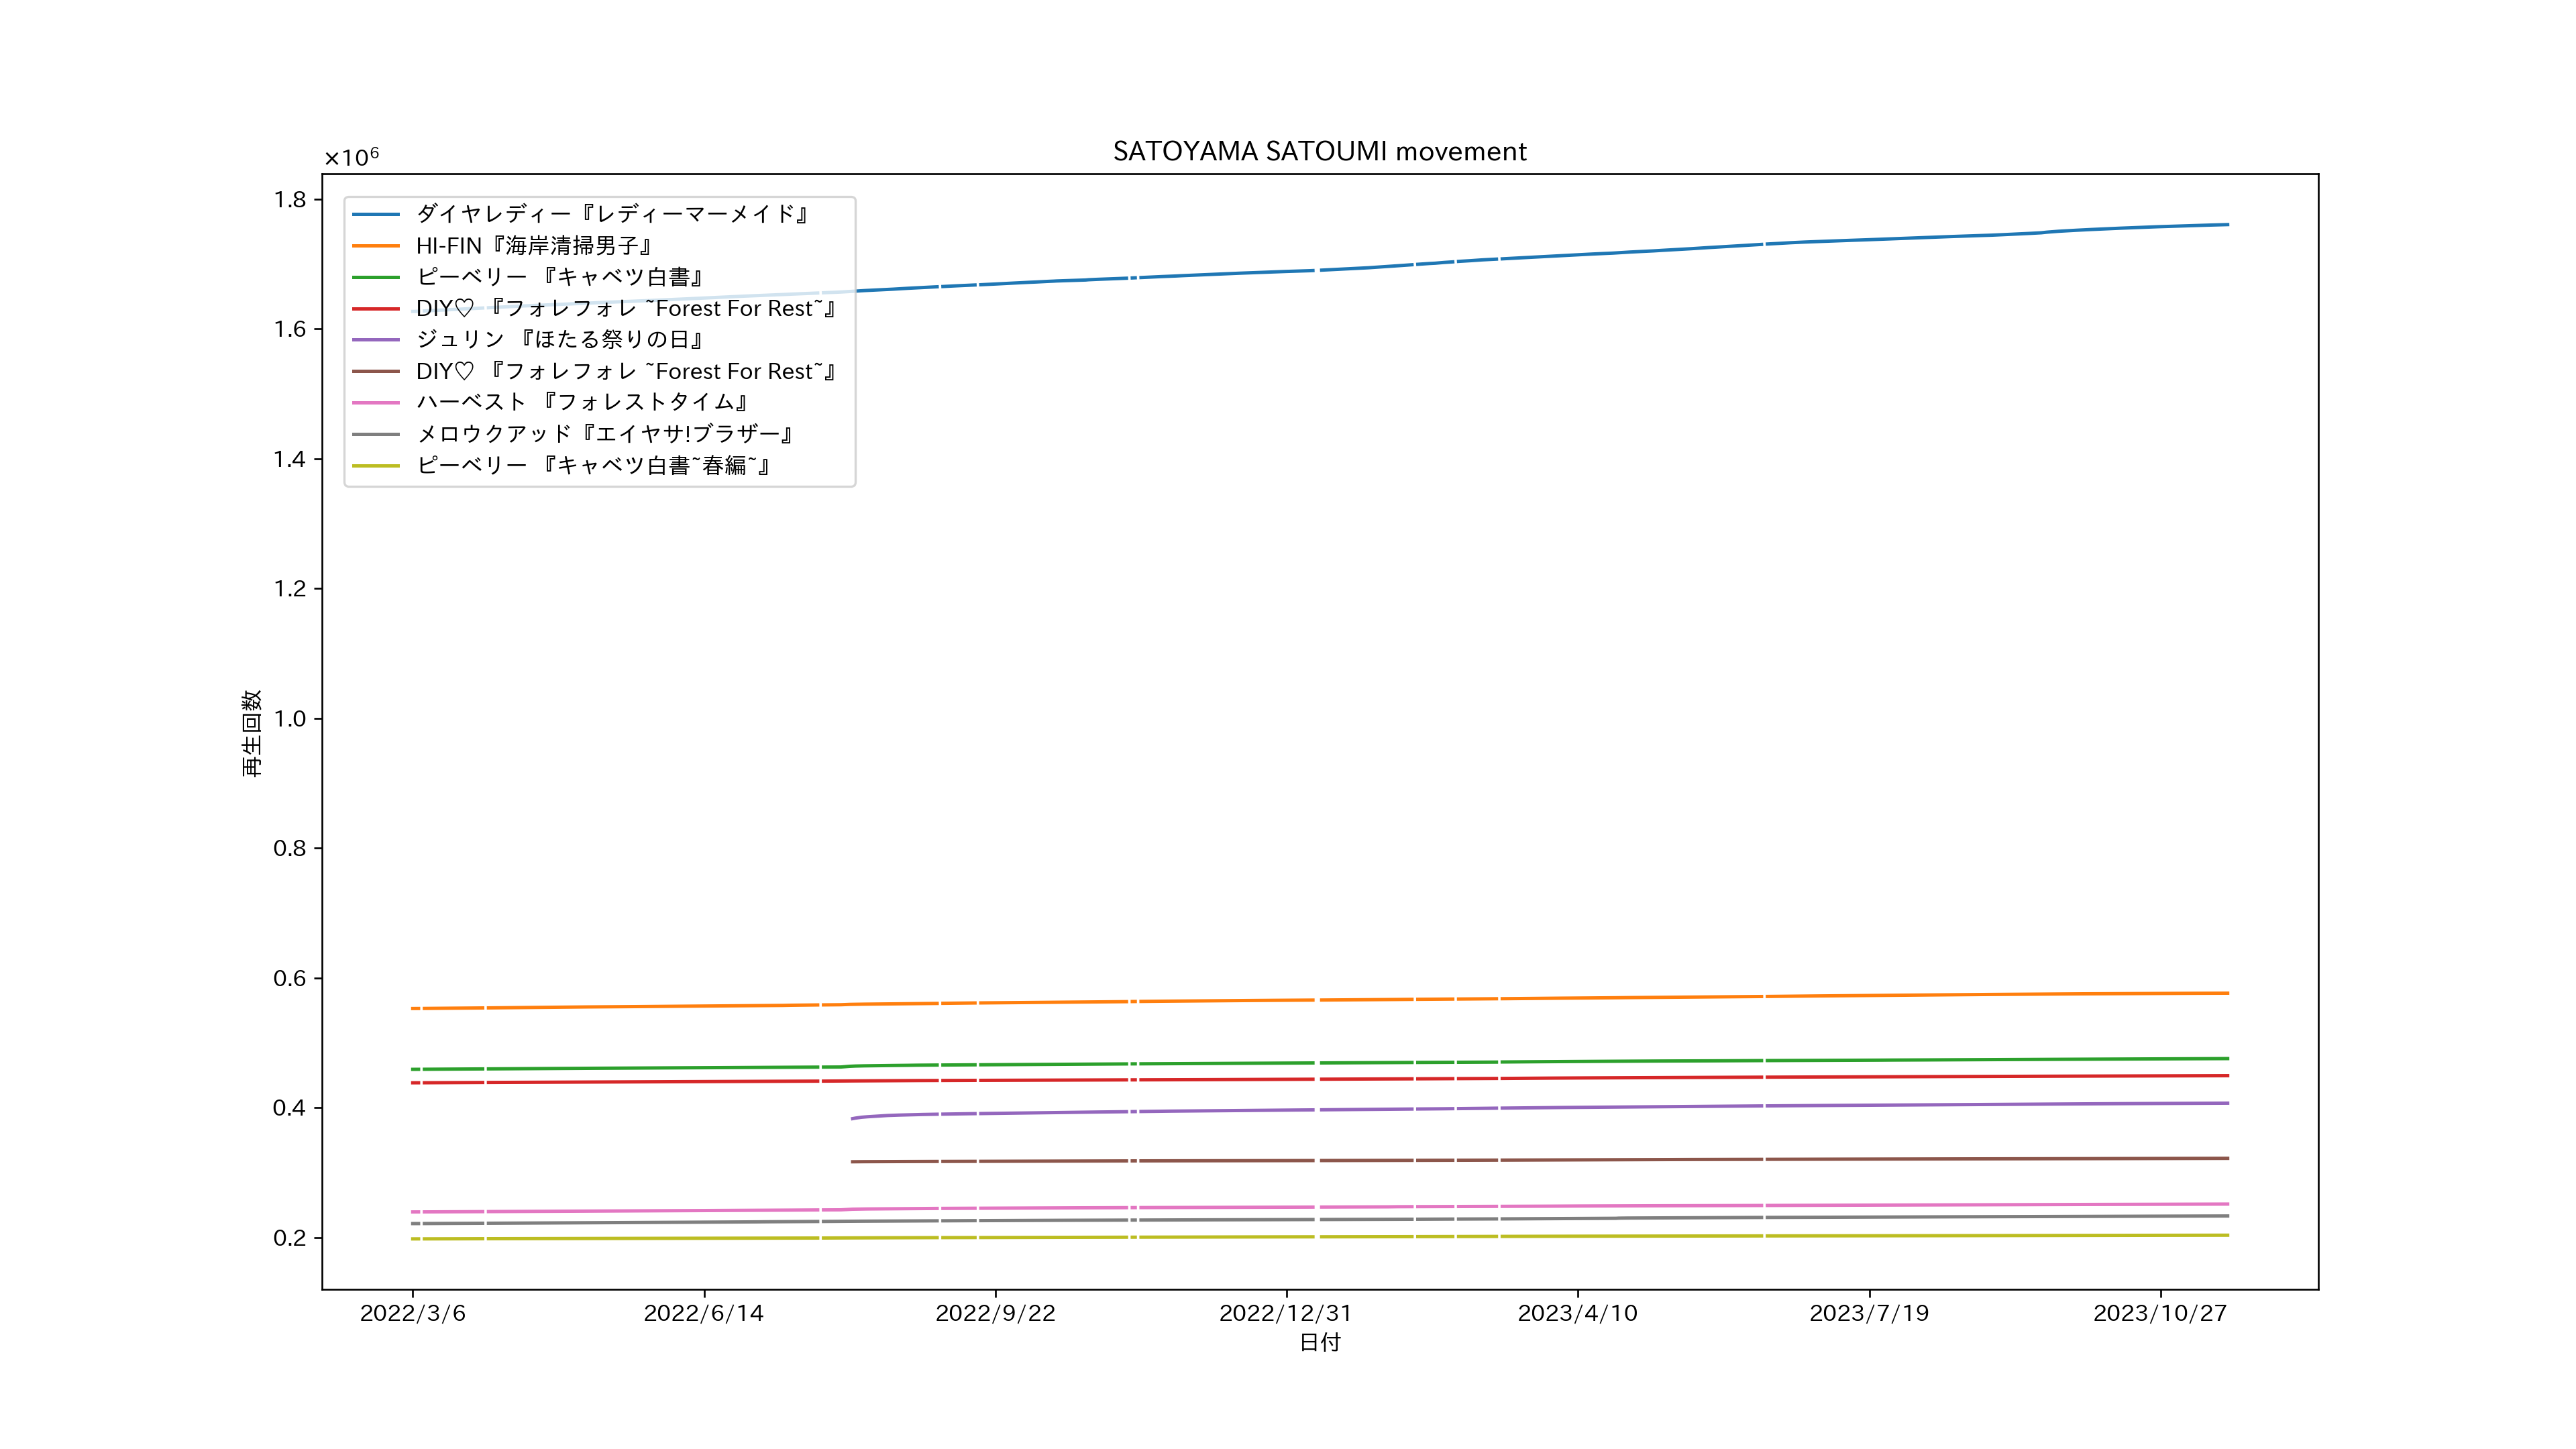 SATOYAMA SATOUMI movement
×10⁶
1.8
1.6
1.4
1.2
1.0
0.8
0.6
0.4
0.2
再生回数
ダイヤレディー『レディーマーメイド』
HI-FIN『海岸清掃男子』
ピーベリー 『キャベツ白書』
DIY♡ 『フォレフォレ ~Forest For Rest~』
ジュリン 『ほたる祭りの日』
DIY♡ 『フォレフォレ ~Forest For Rest~』
ハーベスト 『フォレストタイム』
メロウクアッド『エイヤサ!ブラザー』
ピーベリー 『キャベツ白書~春編~』
2022/3/6 2022/6/14 2022/9/22 2022/12/31 2023/4/10 2023/7/19 2023/10/27
日付